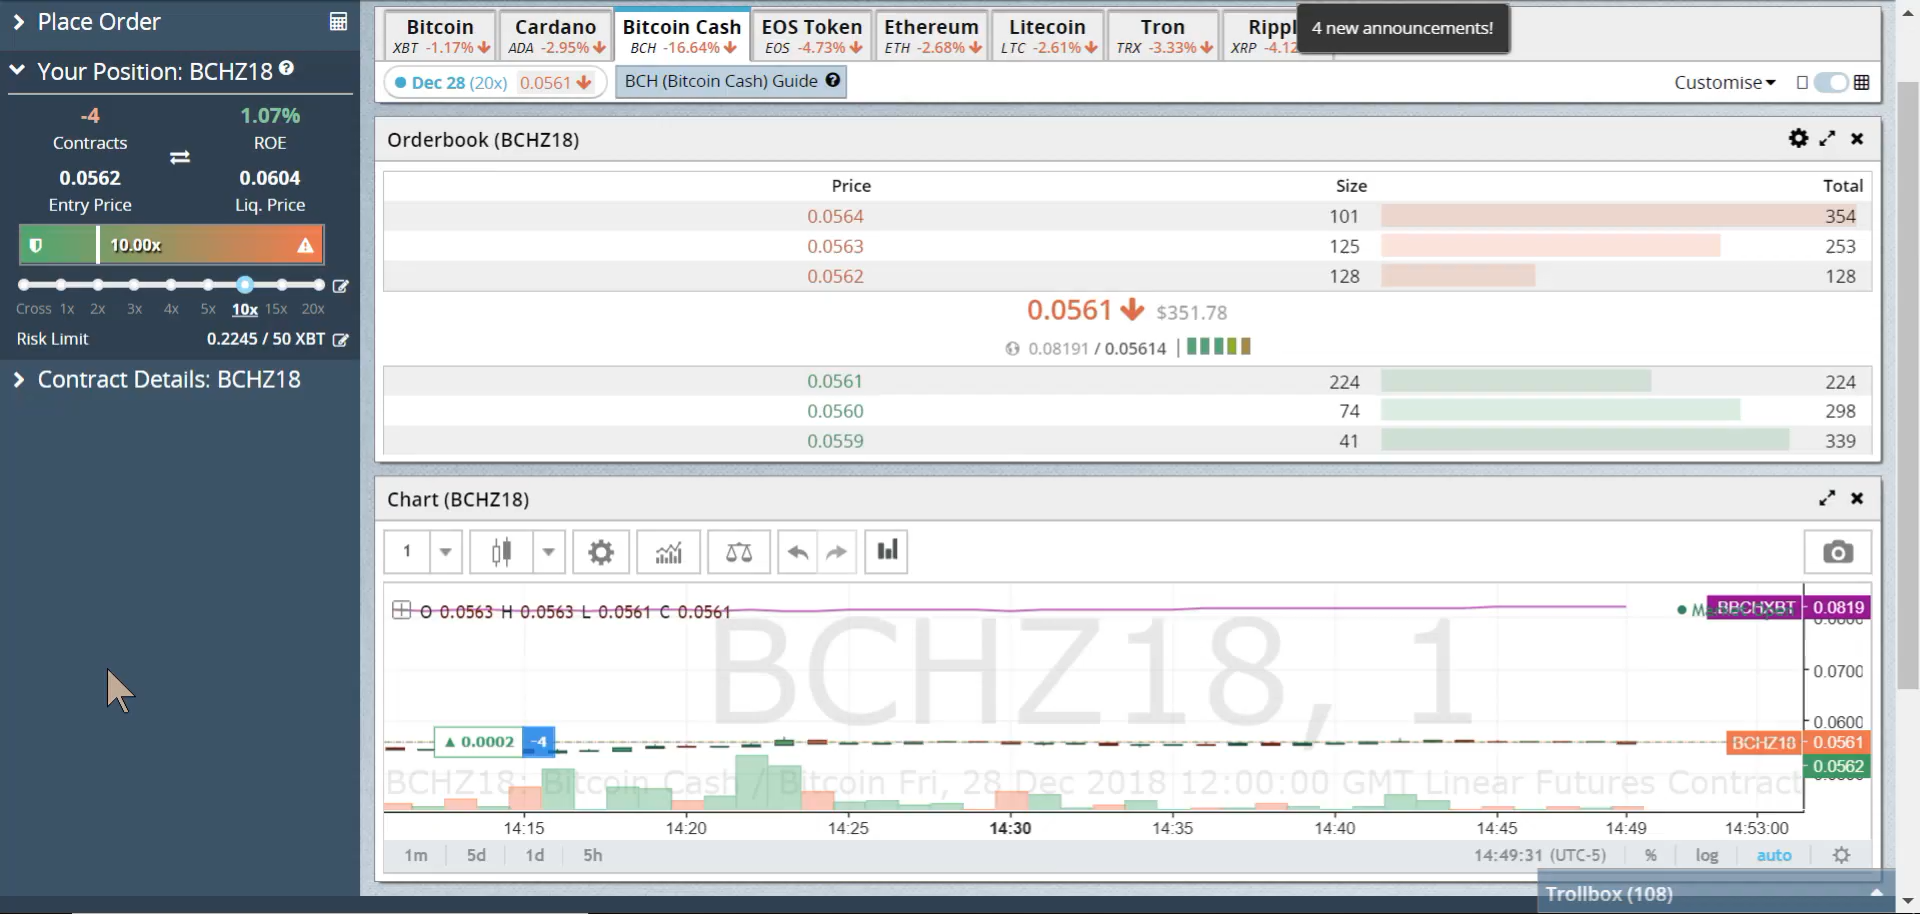 Place Order
Your Position: BCHZ18
-4
Contracts
1.07%
ROE
0.0562
Entry Price
0.0604
Liq. Price
10.00x
Cross 1x 2x 3x 4x 5x 10x 15x 20x
Risk Limit 0.2245 / 50 XBT
Contract Details: BCHZ18
Bitcoin
XBT -1.17%
Cardano
ADA -2.95%
Bitcoin Cash
BCH -16.64%
EOS Token
EOS -4.73%
Ethereum
ETH -2.68%
Litecoin
LTC -2.61%
Tron
TRX -3.33%
Rippl
XRP -4.12
4 new announcements!
Dec 28 (20x) 0.0561
BCH (Bitcoin Cash) Guide
Customise
Orderbook (BCHZ18)
Price Size Total
0.0564 101 354
0.0563 125 253
0.0562 128 128
0.0561 $351.78
0.08191 / 0.05614
0.0561 224 224
0.0560 74 298
0.0559 41 339
Chart (BCHZ18)
1
O 0.0563 H 0.0563 L 0.0561 C 0.0561
BCHZ18, 1
0.0819
0.0700
0.0600
0.0002 -4
BCHZ18 0.0561
0.0562
BCHZ18: Bitcoin Cash / Bitcoin Fri, 28 Dec 2018 12:00:00 GMT Linear Futures Contract
14:15 14:20 14:25 14:30 14:35 14:40 14:45 14:49 14:53:00
1m 5d 1d 5h
14:49:31 (UTC-5) % log auto
Trollbox (108)